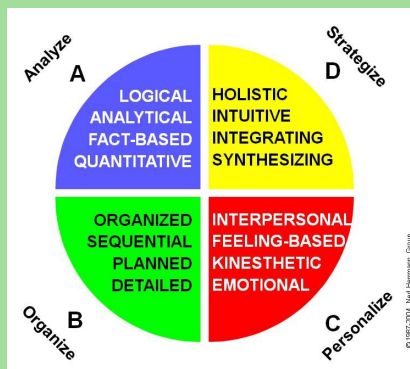 Analyze
A
LOGICAL
ANALYTICAL
FACT-BASED
QUANTITATIVE
Strategize
D
HOLISTIC
INTUITIVE
INTEGRATING
SYNTHESIZING
ORGANIZED
SEQUENTIAL
PLANNED
DETAILED
B
Organize
INTERPERSONAL
FEELING-BASED
KINESTHETIC
EMOTIONAL
C
Personalize